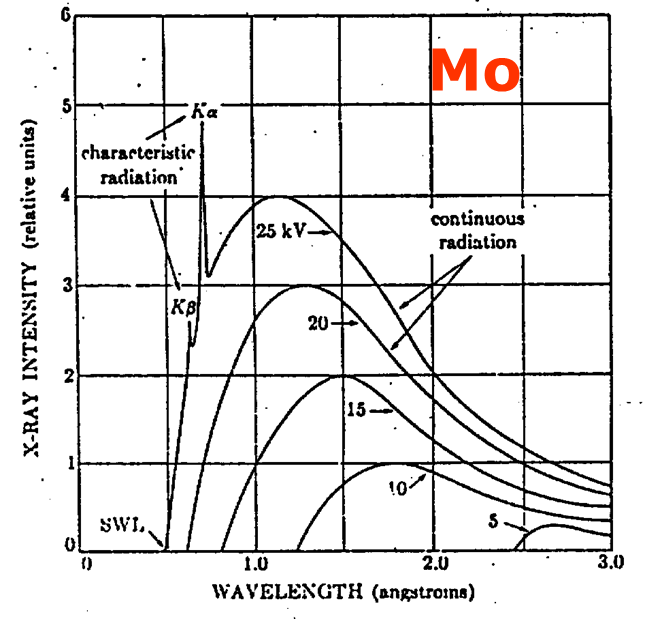 6
Mo
5
Kα
characteristic
radiation
4
continuous
radiation
25 kV
3
Kβ
20
2
15
1
10
5
SWL
0
0
1.0
2.0
3.0
WAVELENGTH (angstroms)
X-RAY INTENSITY (relative units)